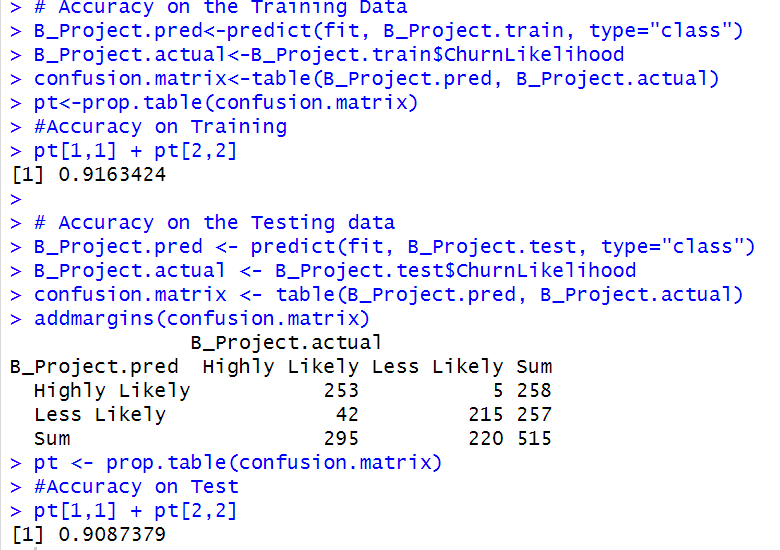 > # Accuracy on the Training Data
> B_Project.pred<-predict(fit, B_Project.train, type="class")
> B_Project.actual<-B_Project.train$ChurnLikelihood
> confusion.matrix<-table(B_Project.pred, B_Project.actual)
> pt<-prop.table(confusion.matrix)
> #Accuracy on Training
> pt[1,1] + pt[2,2]
[1] 0.9163424
>
> # Accuracy on the Testing data
> B_Project.pred <- predict(fit, B_Project.test, type="class")
> B_Project.actual <- B_Project.test$ChurnLikelihood
> confusion.matrix <- table(B_Project.pred, B_Project.actual)
> addmargins(confusion.matrix)
                B_Project.actual
B_Project.pred  Highly Likely Less Likely Sum
  Highly Likely           253           5 258
  Less Likely              42         215 257
  Sum                     295         220 515
> pt <- prop.table(confusion.matrix)
> #Accuracy on Test
> pt[1,1] + pt[2,2]
[1] 0.9087379